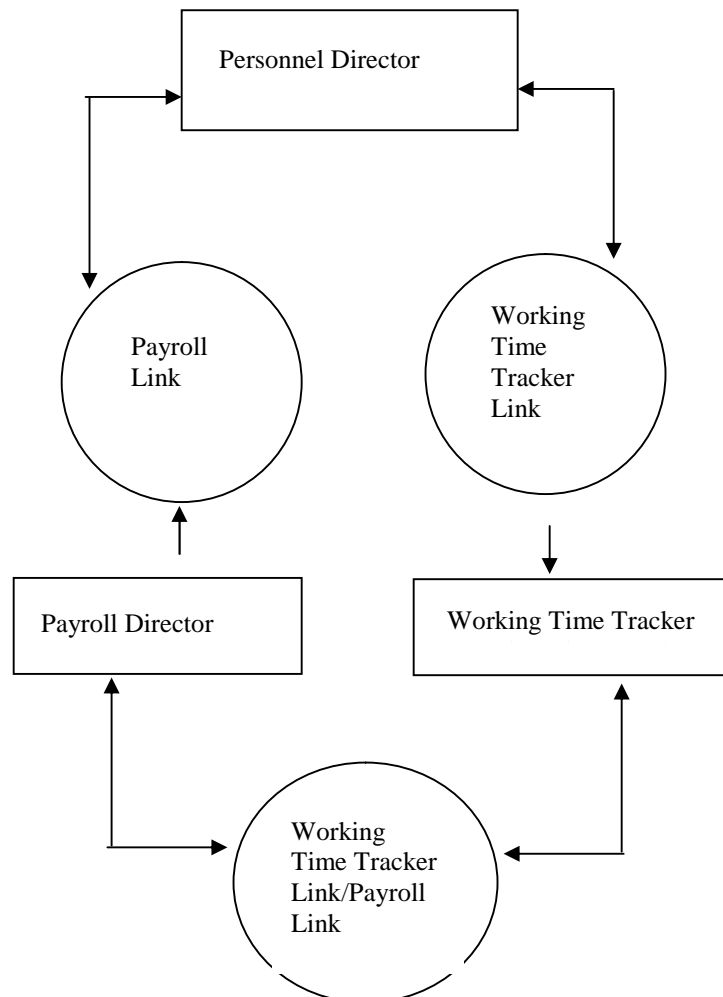 Personnel Director
Payroll
Link
Working
Time
Tracker
Link
Payroll Director
Working Time Tracker
Working
Time Tracker
Link/Payroll
Link